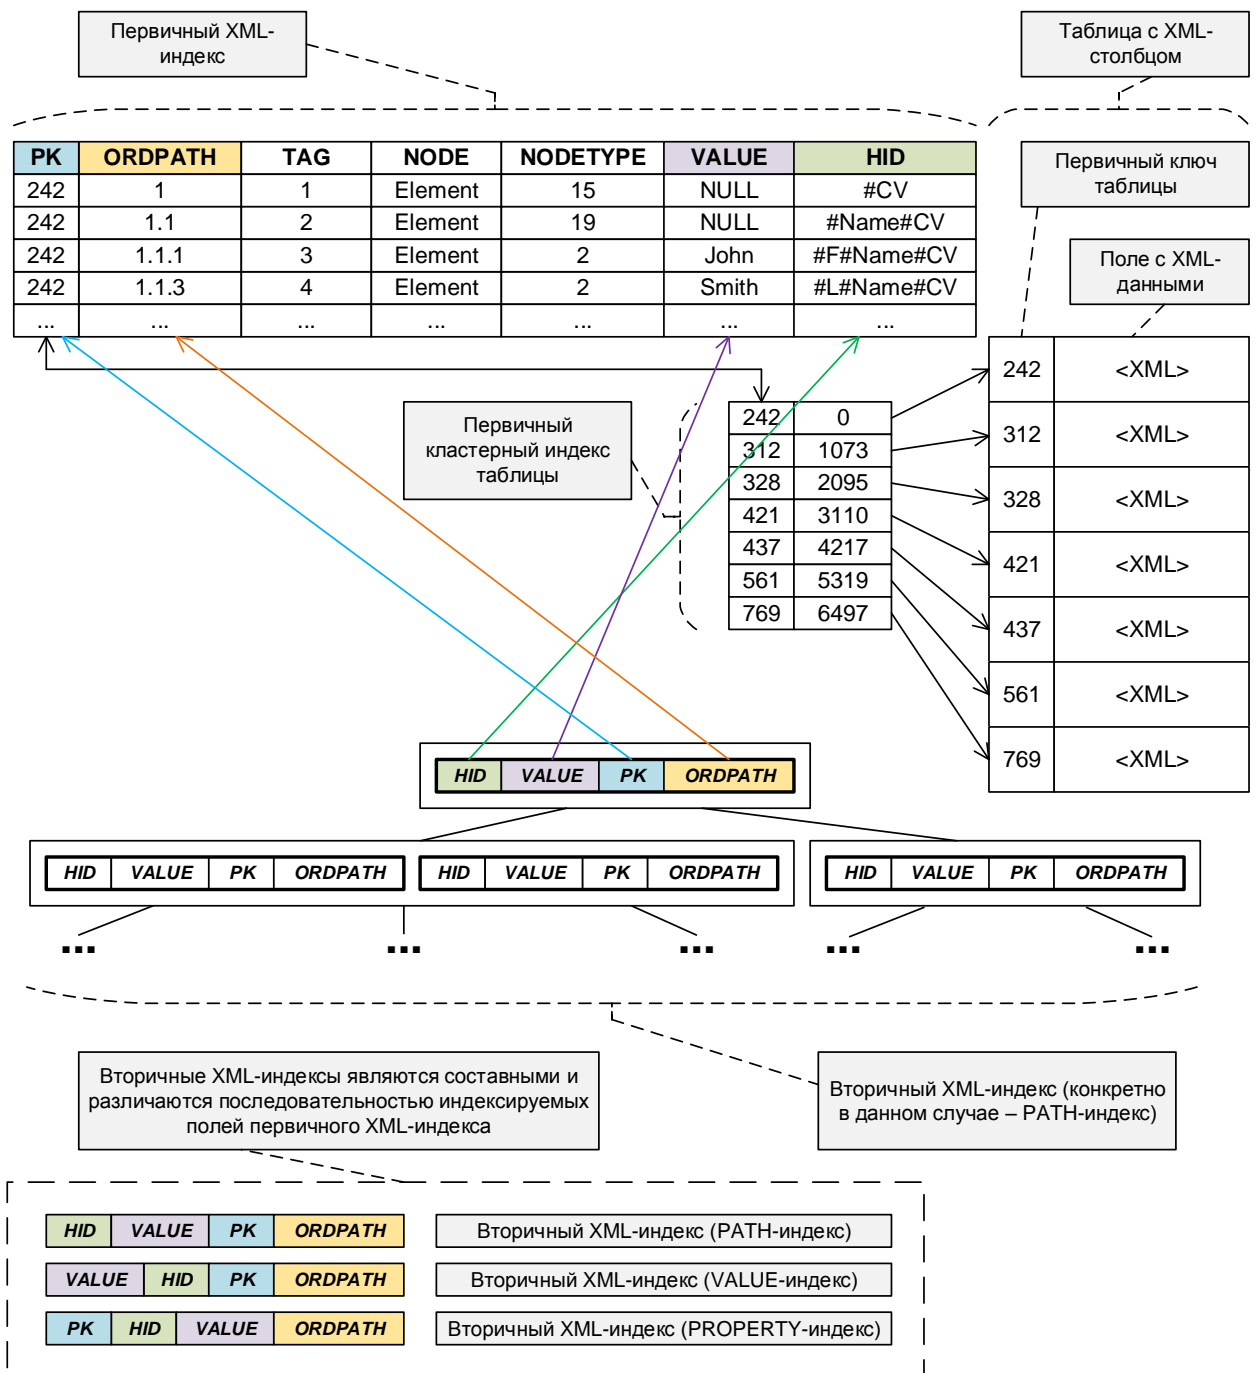 Первичный XML-
индекс
Таблица с XML-
столбцом
PK ORDPATH TAG NODE NODETYPE VALUE HID
242 1 1 Element 15 NULL #CV
242 1.1 2 Element 19 NULL #Name#CV
242 1.1.1 3 Element 2 John #F#Name#CV
242 1.1.3 4 Element 2 Smith #L#Name#CV
... ... ... ... ... ... ...
Первичный ключ
таблицы
Поле с XML-
данными
242 <XML>
312 <XML>
328 <XML>
421 <XML>
437 <XML>
561 <XML>
769 <XML>
Первичный
кластерный индекс
таблицы
242 0
312 1073
328 2095
421 3110
437 4217
561 5319
769 6497
HID VALUE PK ORDPATH
HID VALUE PK ORDPATH HID VALUE PK ORDPATH HID VALUE PK ORDPATH
... ... ... ... ...
Вторичные XML-индексы являются составными и
различаются последовательностью индексируемых
полей первичного XML-индекса
Вторичный XML-индекс (конкретно
в данном случае – PATH-индекс)
HID VALUE PK ORDPATH Вторичный XML-индекс (PATH-индекс)
VALUE HID PK ORDPATH Вторичный XML-индекс (VALUE-индекс)
PK HID VALUE ORDPATH Вторичный XML-индекс (PROPERTY-индекс)